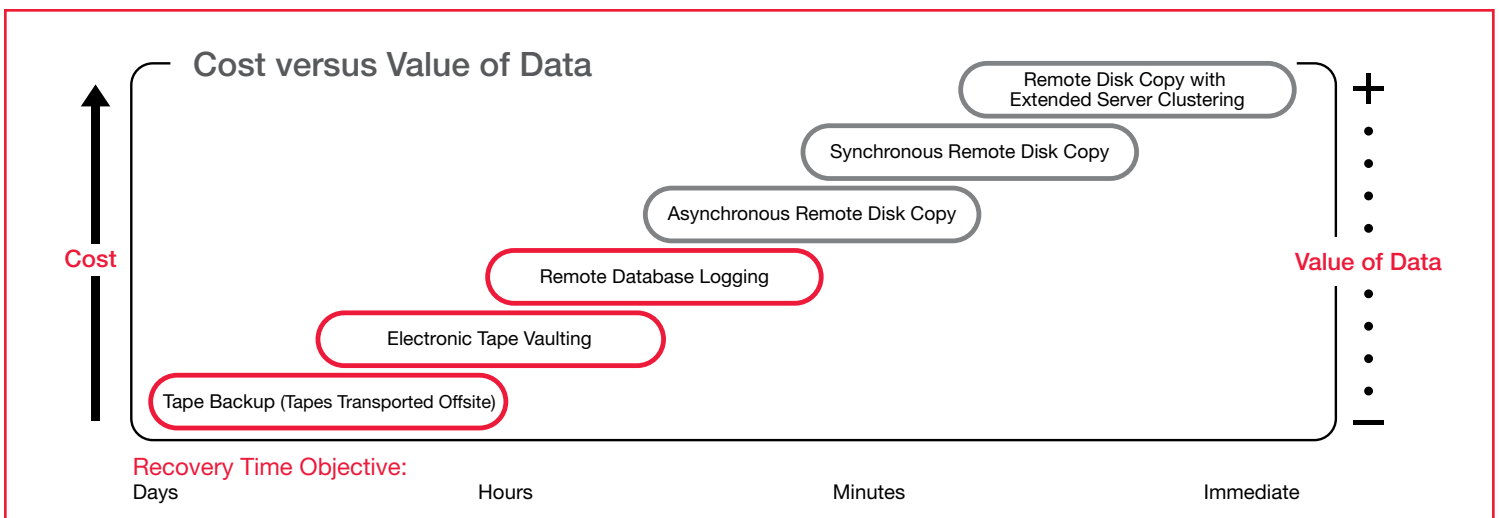 Cost versus Value of Data
Remote Disk Copy with
Extended Server Clustering
Synchronous Remote Disk Copy
Asynchronous Remote Disk Copy
Cost
Value of Data
Remote Database Logging
Electronic Tape Vaulting
Tape Backup (Tapes Transported Offsite)
Recovery Time Objective:
Days Hours Minutes Immediate